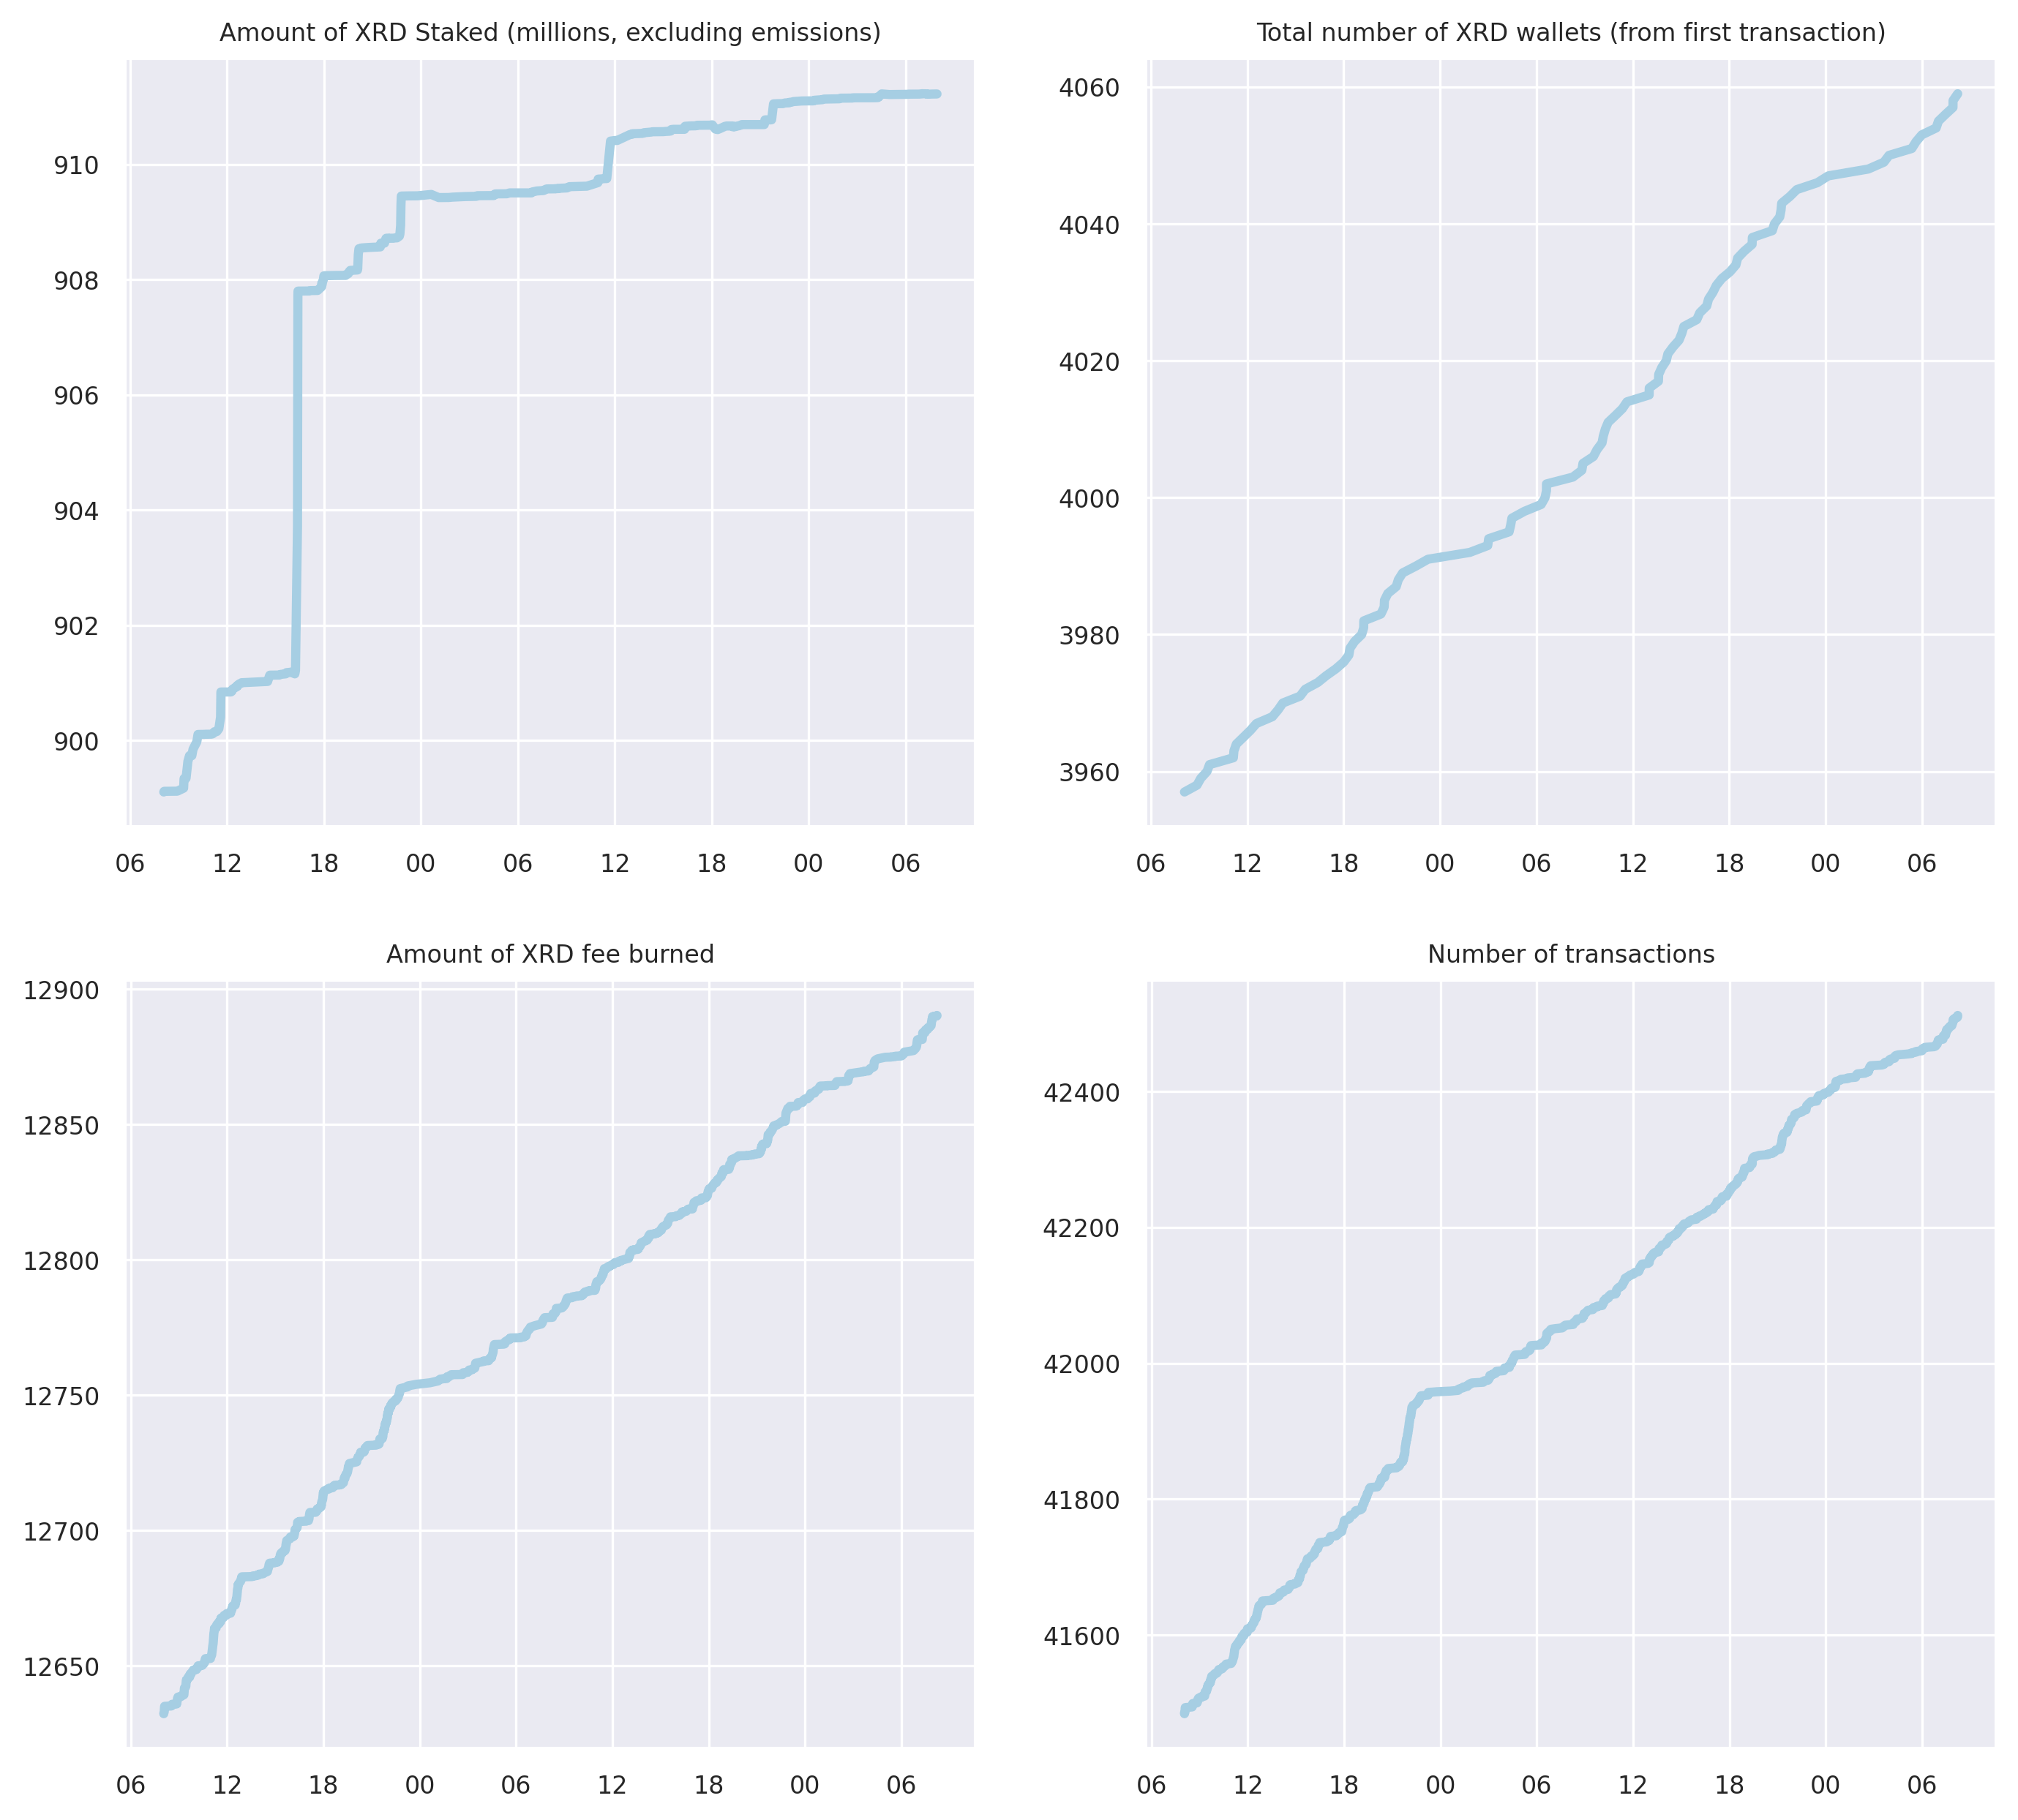 Amount of XRD Staked (millions, excluding emissions)
910
908
906
904
902
900
06 12 18 00 06 12 18 00 06
Total number of XRD wallets (from first transaction)
4060
4040
4020
4000
3980
3960
06 12 18 00 06 12 18 00 06
Amount of XRD fee burned
12900
12850
12800
12750
12700
12650
06 12 18 00 06 12 18 00 06
Number of transactions
42400
42200
42000
41800
41600
06 12 18 00 06 12 18 00 06